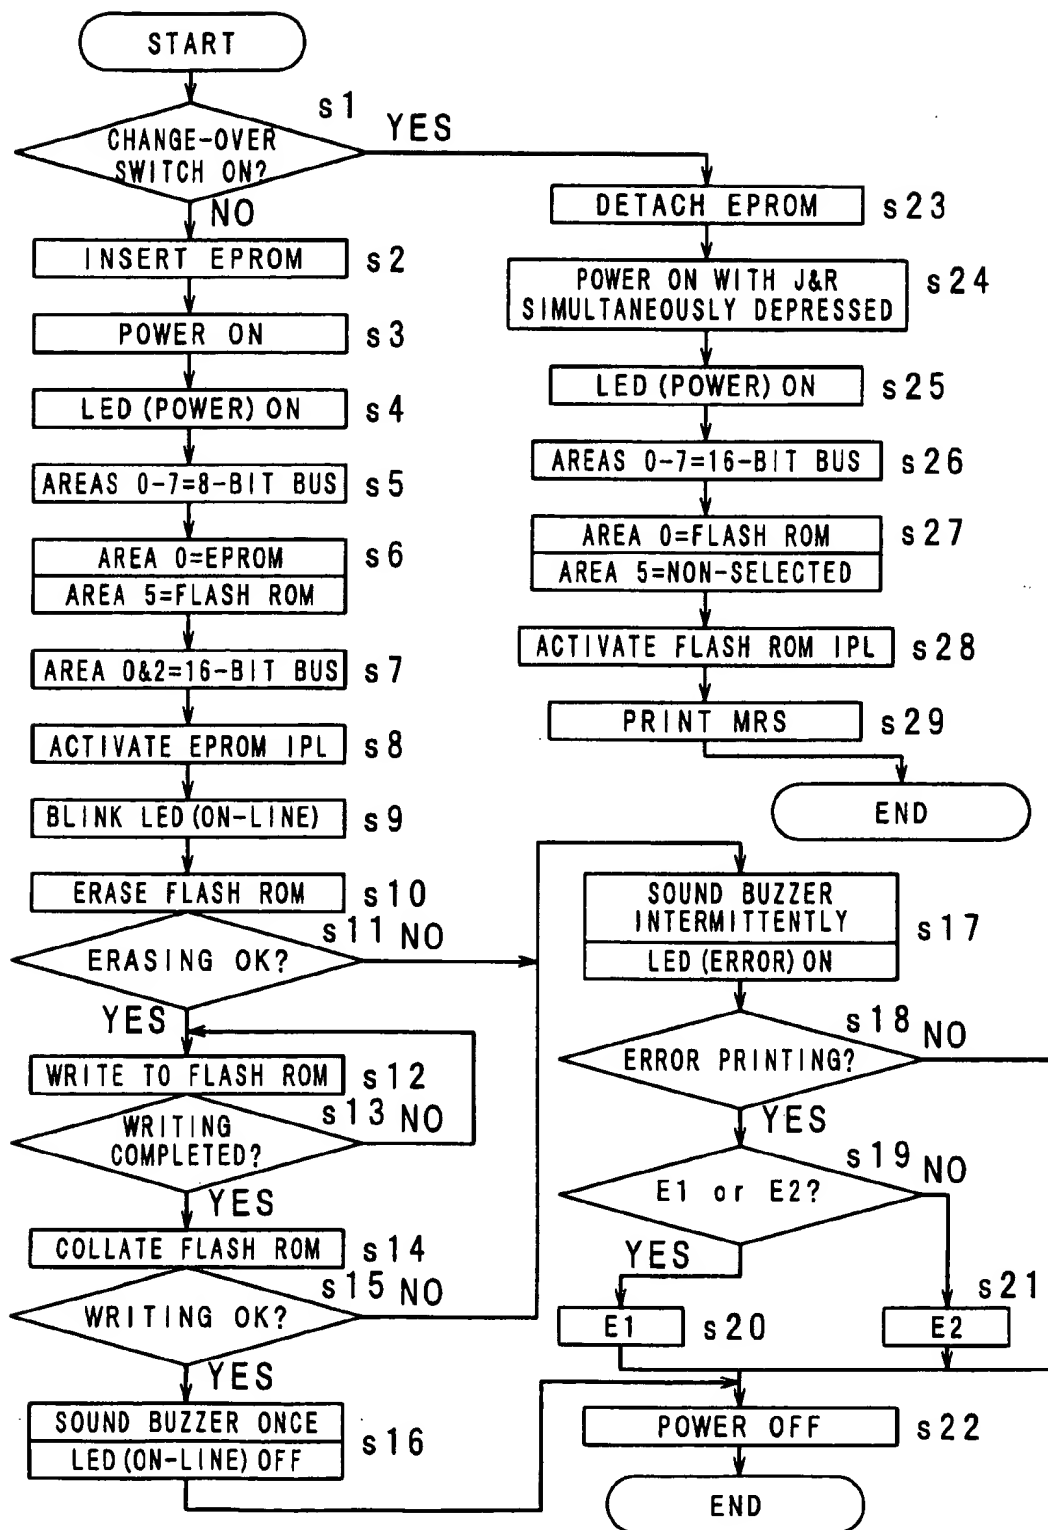 START
s1
YES
CHANGE-OVER
SWITCH ON?
NO
INSERT EPROM
s2
POWER ON
s3
LED (POWER) ON
s4
AREAS 0-7=8-BIT BUS
s5
AREA 0=EPROM
s6
AREA 5=FLASH ROM
AREA 0&2=16-BIT BUS
s7
ACTIVATE EPROM IPL
s8
BLINK LED (ON-LINE)
s9
ERASE FLASH ROM
s10
s11 NO
ERASING OK?
YES
WRITE TO FLASH ROM
s12
s13 NO
WRITING
COMPLETED?
YES
COLLATE FLASH ROM
s14
s15 NO
WRITING OK?
YES
SOUND BUZZER ONCE
s16
LED (ON-LINE) OFF
DETACH EPROM
s23
POWER ON WITH J&R
SIMULTANEOUSLY DEPRESSED
s24
LED (POWER) ON
s25
AREAS 0-7=16-BIT BUS
s26
AREA 0=FLASH ROM
s27
AREA 5=NON-SELECTED
ACTIVATE FLASH ROM IPL
s28
PRINT MRS
s29
END
SOUND BUZZER
INTERMITTENTLY
s17
LED (ERROR) ON
s18 NO
ERROR PRINTING?
YES
s19 NO
E1 or E2?
YES
E1
s20
s21
E2
POWER OFF
s22
END